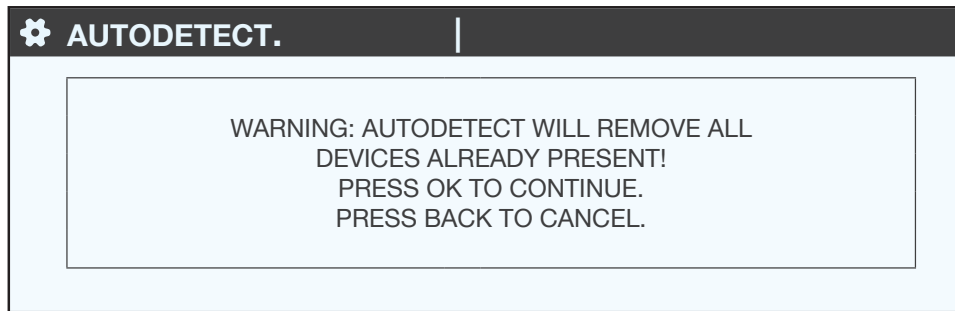 AUTODETECT.
WARNING: AUTODETECT WILL REMOVE ALL
DEVICES ALREADY PRESENT!
PRESS OK TO CONTINUE.
PRESS BACK TO CANCEL.